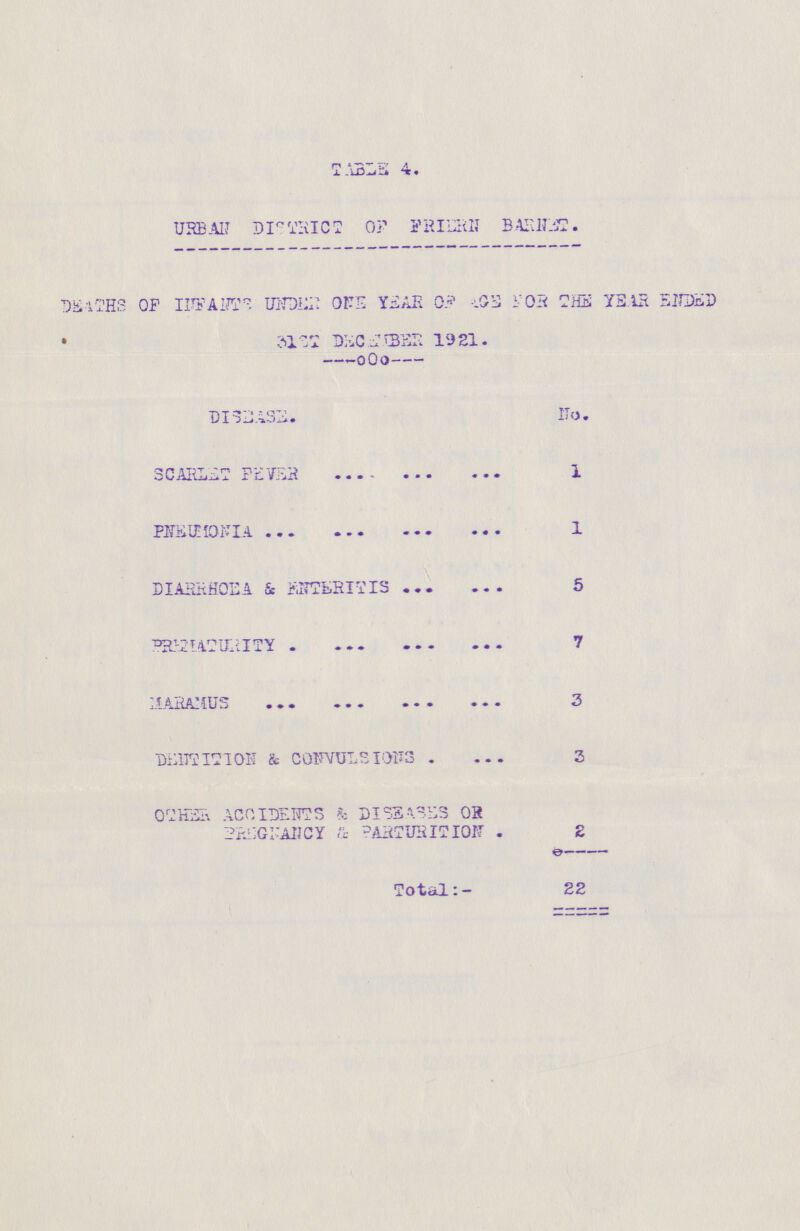 TABLE 4.
URBAN DISTRICT OF FRIERN BARNET.
DEATHS OF INFANTS UNDER ONE YEAR OF AGE FOR THE YEAR ENDED
31ST DECEMBER 1921.
---oOo---
DISEASE. No.
SCARLET FEVER .... ... ... 1
PNEUMONIA ... ... ... ... 1
DIARRHOEA & ENTERITIS ... ... 5
PREMATURITY . ... ... ... 7
MARAMUS ... ... ... ... 3
DENTITION & CONVULSIONS . ... 3
OTHER ACCIDENTS & DISEASES OR
PREGNANCY & PARTURITION . 2
Total:- 22